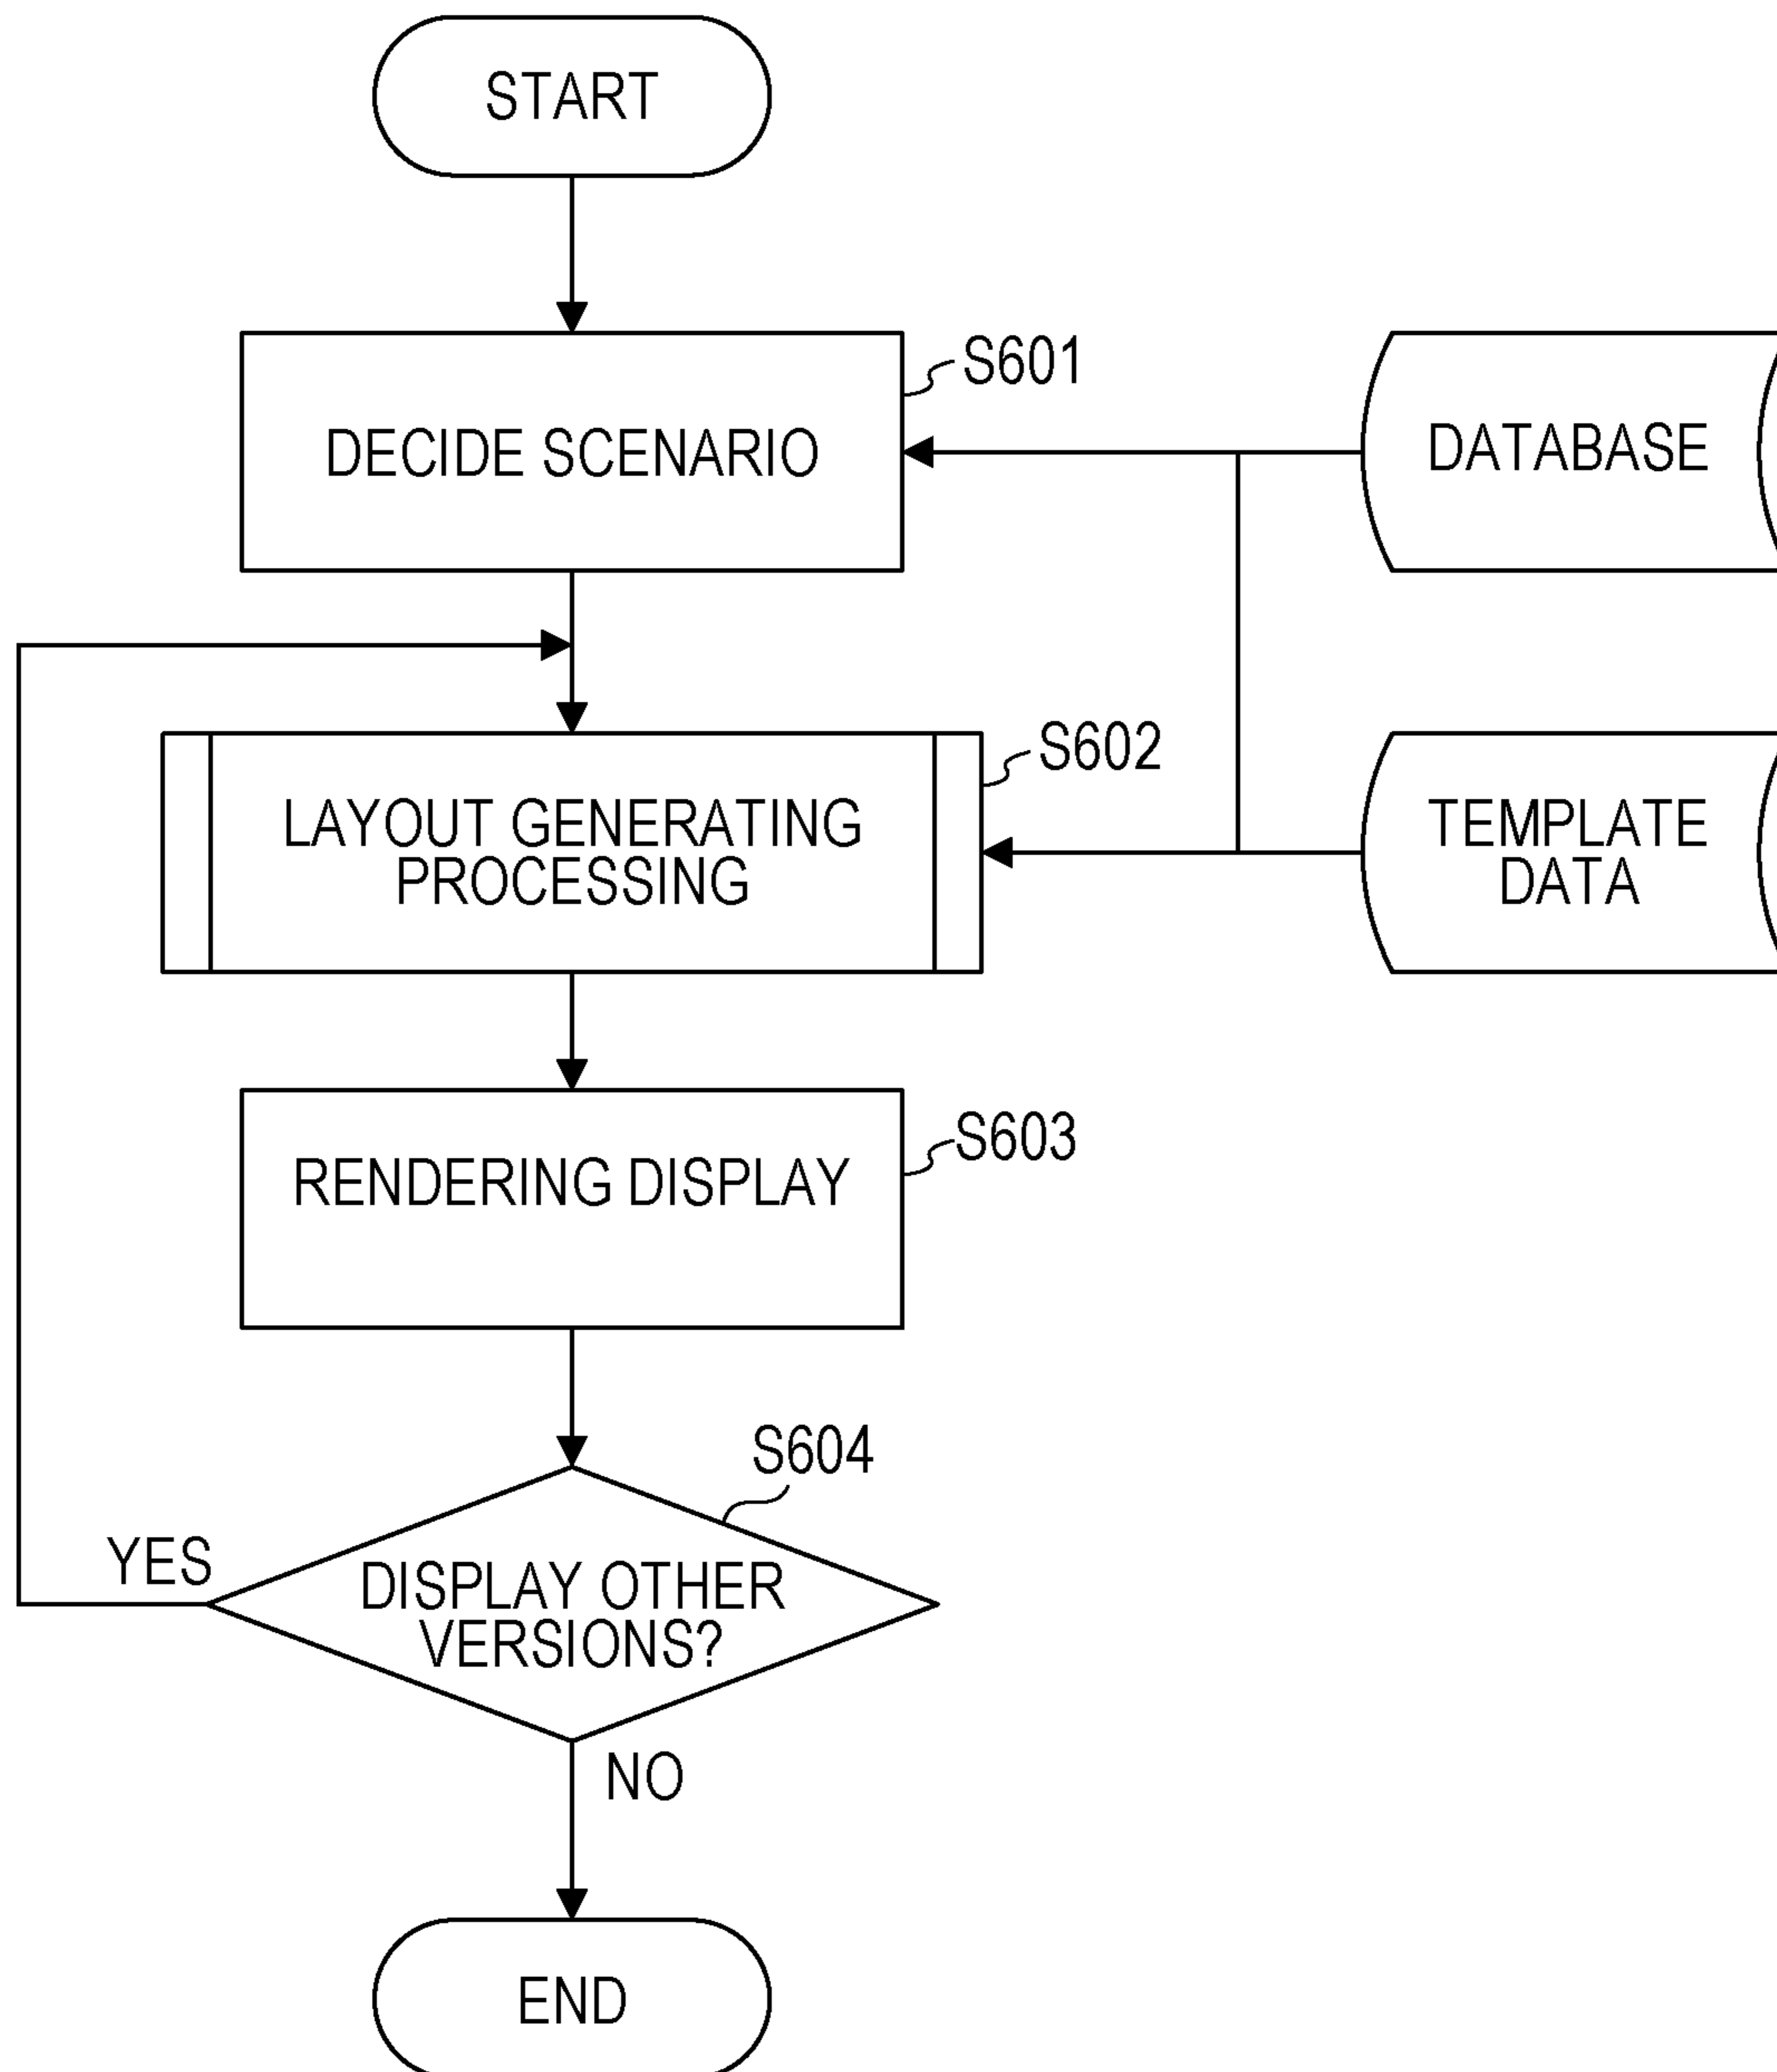 START
S601
DECIDE SCENARIO
DATABASE
S602
LAYOUT GENERATING
PROCESSING
TEMPLATE
DATA
S603
RENDERING DISPLAY
S604
YES
DISPLAY OTHER
VERSIONS?
NO
END